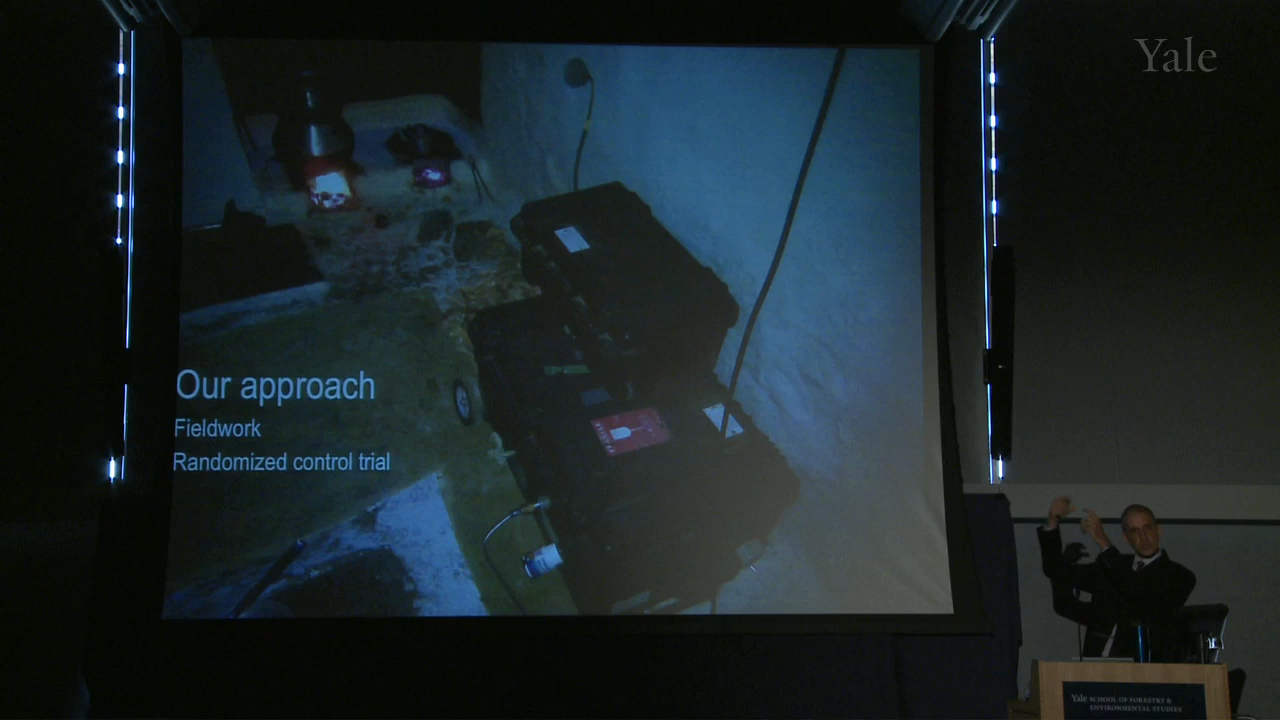 Yale
Our approach
Fieldwork
Randomized control trial
Yale SCHOOL OF FORESTRY &
ENVIRONMENTAL STUDIES